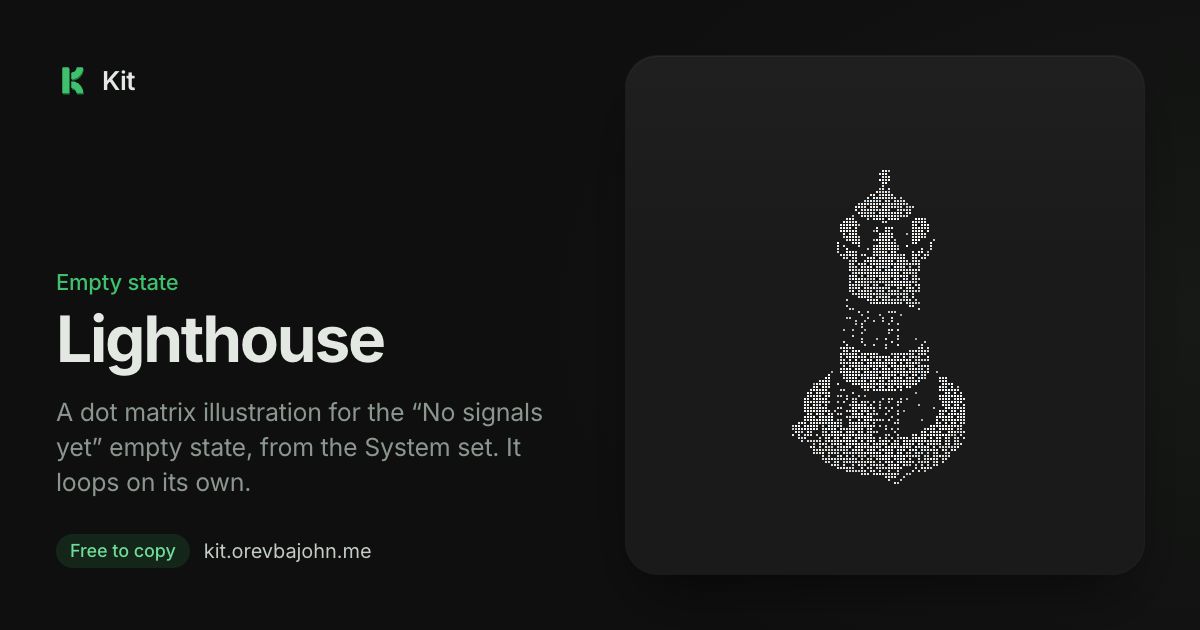 Kit
Empty state
Lighthouse
A dot matrix illustration for the “No signals
yet” empty state, from the System set. It
loops on its own.
Free to copy
kit.orevbajohn.me